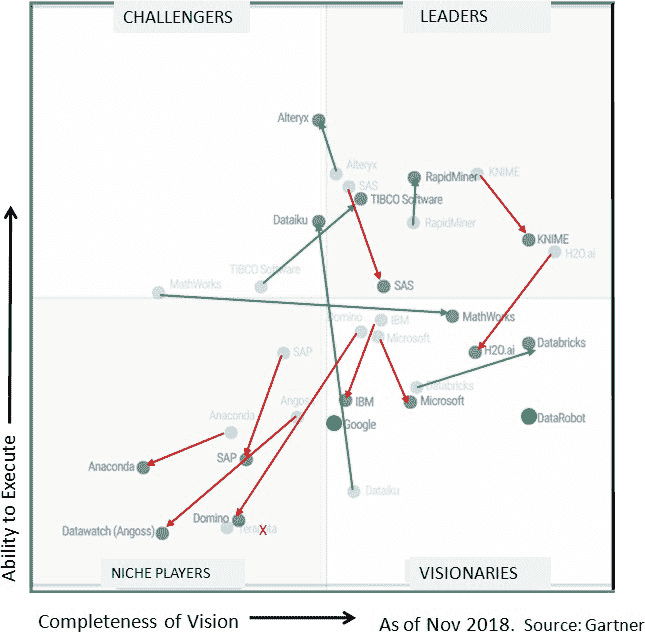 CHALLENGERS
LEADERS
Alteryx
Alteryx
SAS
RapidMiner
KNIME
TIBCO Software
Dataiku
RapidMiner
KNIME
H2O.ai
TIBCO Software
MathWorks
SAS
Domino
IBM
MathWorks
Microsoft
SAP
H2O.ai
Databricks
Databricks
Angoss
IBM
Microsoft
Anaconda
Google
DataRobot
SAP
Anaconda
Dataiku
Domino
Datawatch (Angoss)
Teradata
X
NICHE PLAYERS
VISIONARIES
Ability to Execute
Completeness of Vision
As of Nov 2018. Source: Gartner